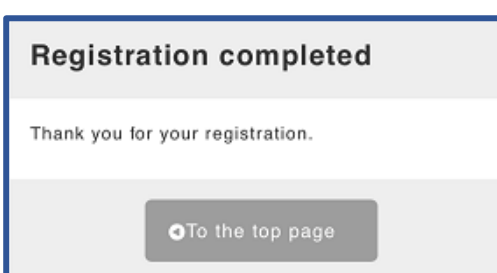 Registration completed
Thank you for your registration.
To the top page